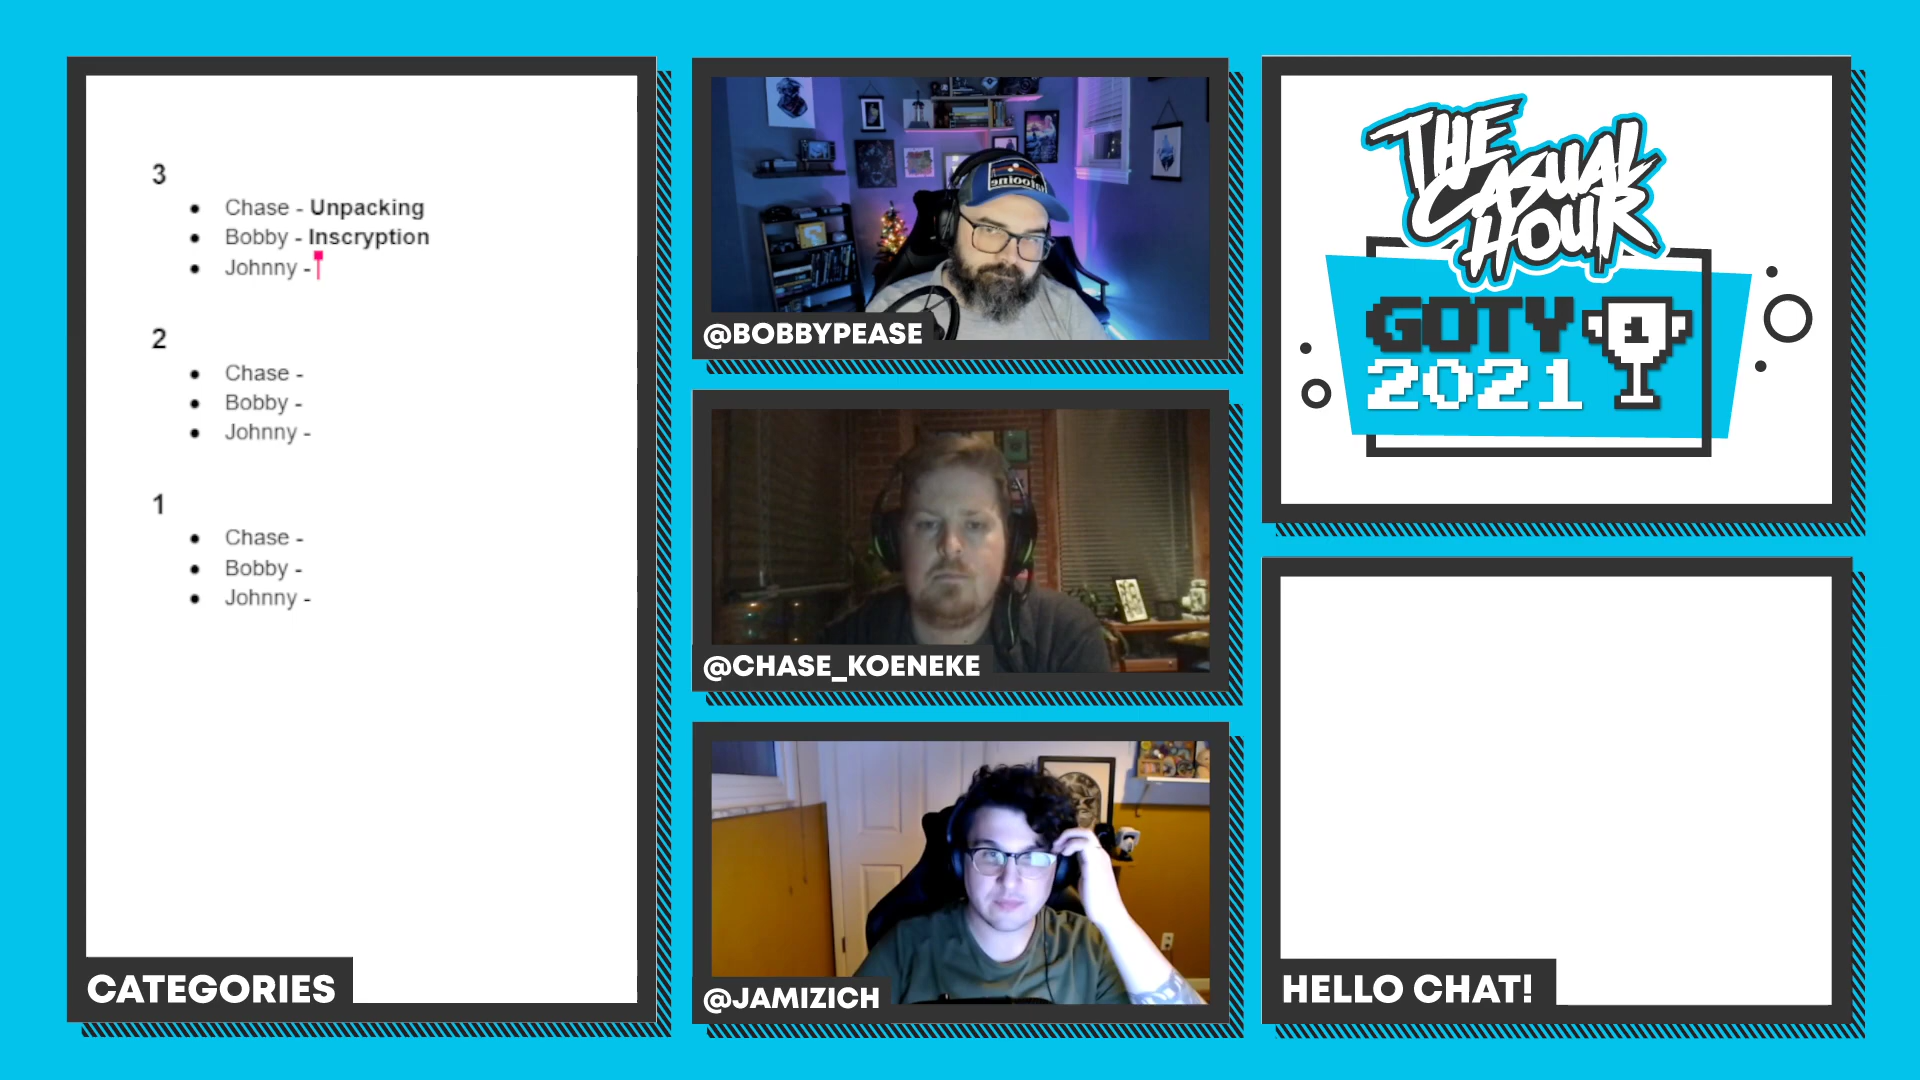 3
• Chase - Unpacking
• Bobby - Inscryption
• Johnny -
2
• Chase -
• Bobby -
• Johnny -
1
• Chase -
• Bobby -
• Johnny -
CATEGORIES
@BOBBYPEASE
@CHASE_KOENEKE
@JAMIZICH
THE
CASUAL
HOUR
GOTY
1
2021
HELLO CHAT!